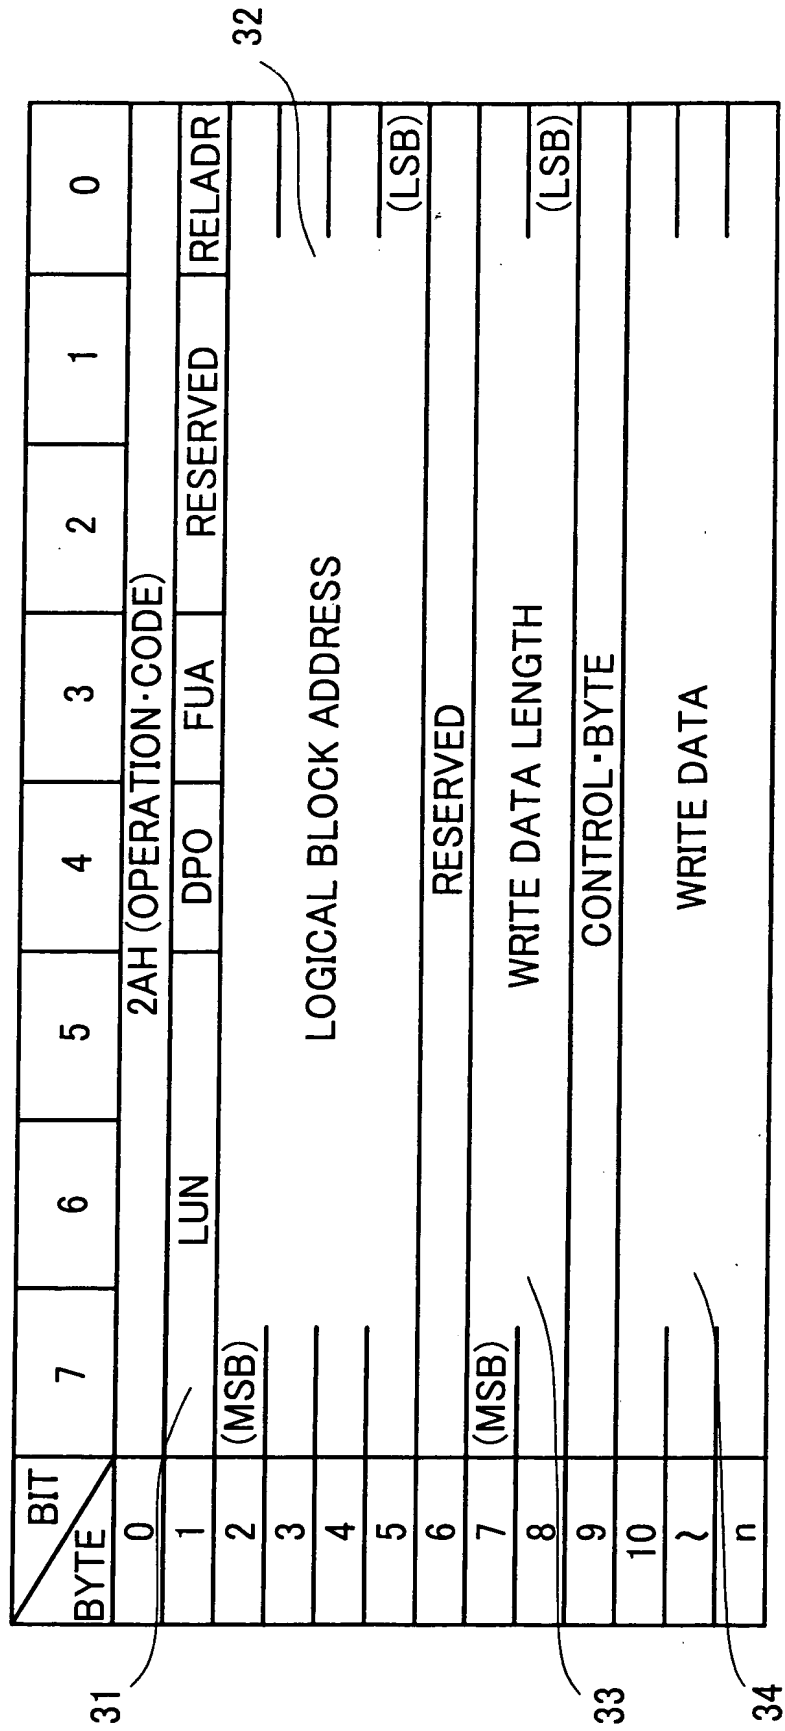 32
BIT 7 6 5 4 3 2 1 0
BYTE
0 2AH (OPERATION·CODE)
1 LUN DPO FUA RESERVED RELADR
2 (MSB)
3
LOGICAL BLOCK ADDRESS
4
5 (LSB)
6 RESERVED
7 (MSB)
WRITE DATA LENGTH
8 (LSB)
9 CONTROL·BYTE
10
~ WRITE DATA
n
31
33
34